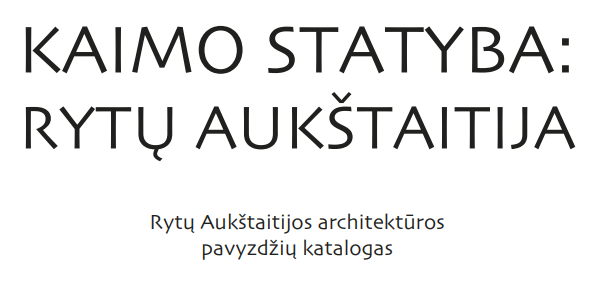 KAIMO STATYBA:
RYTŲ AUKŠTAITIJA
Rytų Aukštaitijos architektūros
pavyzdžių katalogas